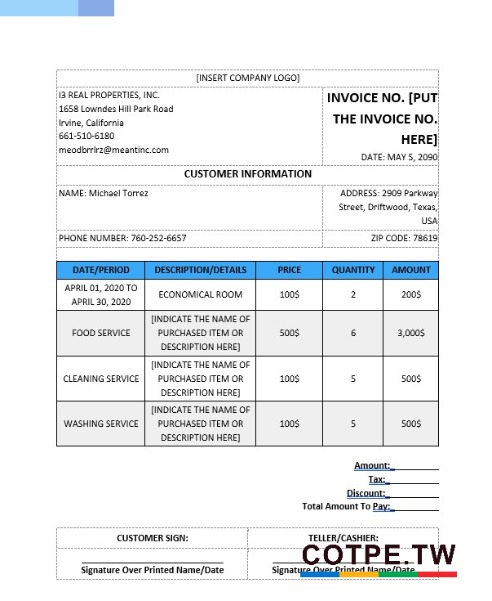 [INSERT COMPANY LOGO]
i3 REAL PROPERTIES, INC.
1658 Lowndes Hill Park Road
Irvine, California
661-510-6180
meodbrrlrz@meantinc.com
INVOICE NO. [PUT
THE INVOICE NO.
HERE]
DATE: MAY 5, 2090
CUSTOMER INFORMATION
NAME: Michael Torrez
ADDRESS: 2909 Parkway
Street, Driftwood, Texas,
USA
PHONE NUMBER: 760-252-6657
ZIP CODE: 78619
DATE/PERIOD DESCRIPTION/DETAILS PRICE QUANTITY AMOUNT
APRIL 01, 2020 TO
APRIL 30, 2020
ECONOMICAL ROOM 100$ 2 200$
FOOD SERVICE
[INDICATE THE NAME OF
PURCHASED ITEM OR
DESCRIPTION HERE]
500$ 6 3,000$
CLEANING SERVICE
[INDICATE THE NAME OF
PURCHASED ITEM OR
DESCRIPTION HERE]
100$ 5 500$
WASHING SERVICE
[INDICATE THE NAME OF
PURCHASED ITEM OR
DESCRIPTION HERE]
100$ 5 500$
Amount:_
Tax:_
Discount:_
Total Amount To Pay:_
CUSTOMER SIGN:
TELLER/CASHIER:
Signature Over Printed Name/Date
Signature Over Printed Name/Date
COTPE.TW